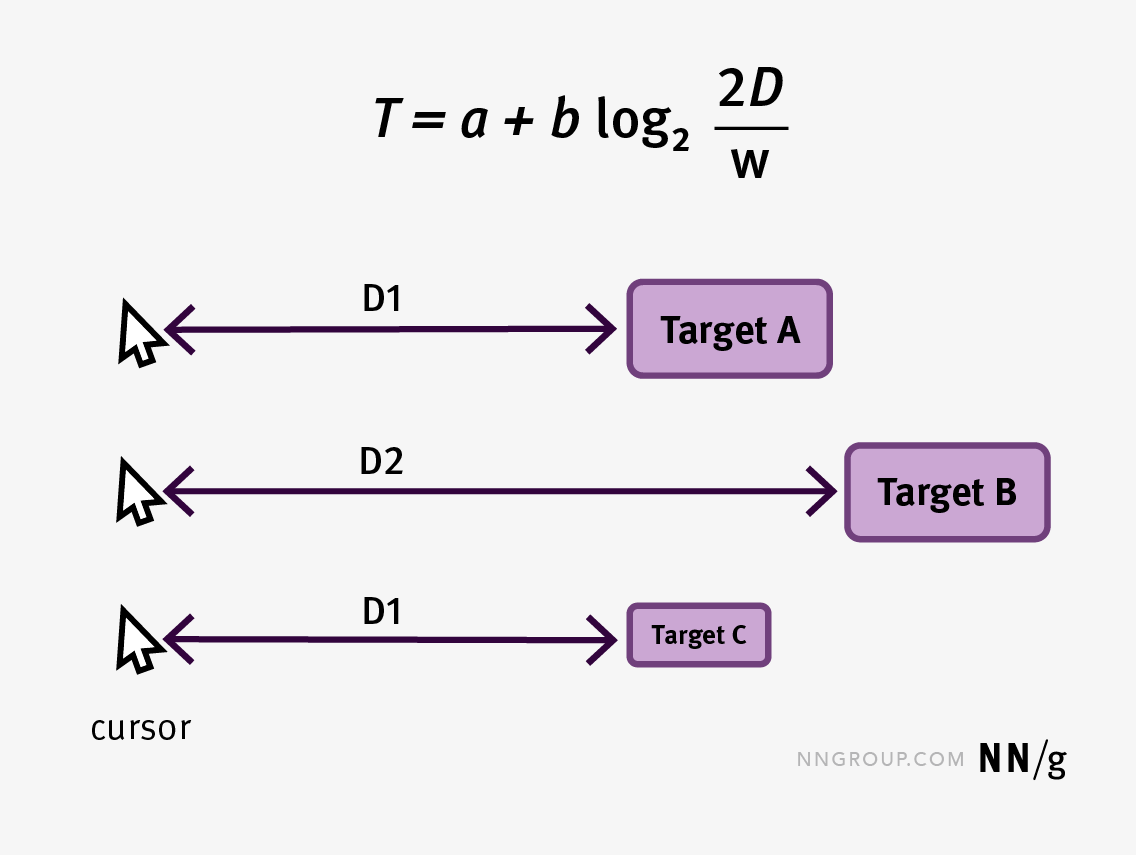 T = a + b log₂ 2D/w
D1
Target A
D2
Target B
D1
Target C
cursor
NNGROUP.COM NN/g